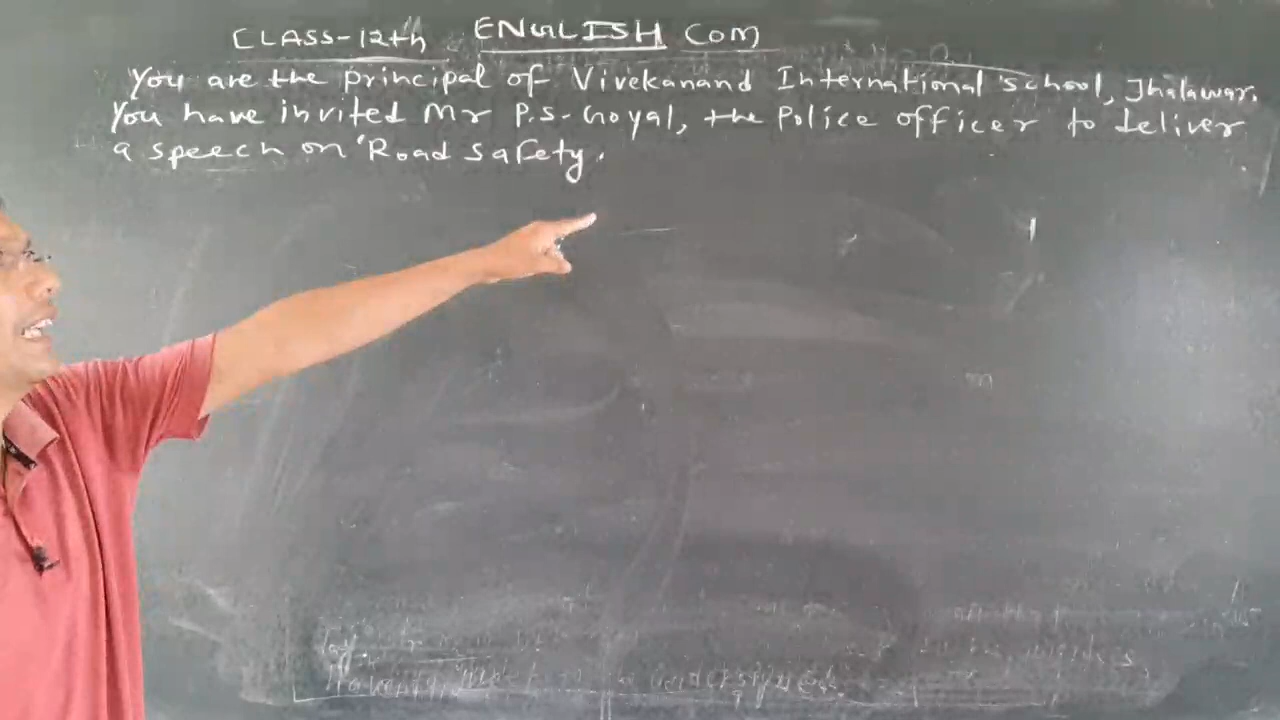 CLASS-12th ENGLISH COM
You are the principal of Vivekanand International school, Jhalawar.
You have invited Mr P.S. Goyal, the Police officer to deliver
a speech on 'Road safety.